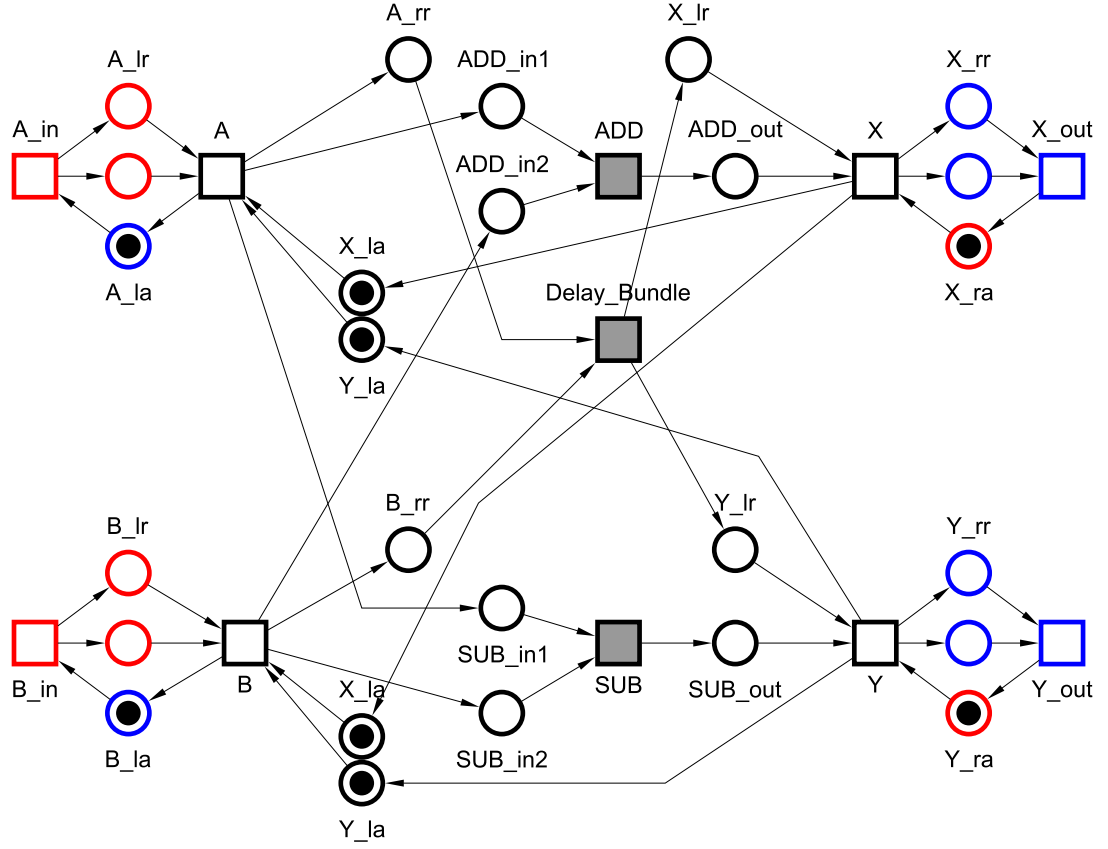 A_rr
X_lr
A_lr
ADD_in1
X_rr
A_in
A
ADD
ADD_out
X
X_out
ADD_in2
X_la
A_la
Delay_Bundle
X_ra
Y_la
B_rr
Y_lr
B_lr
Y_rr
SUB_in1
B_in
B
X_la
SUB
SUB_out
Y
Y_out
B_la
SUB_in2
Y_ra
Y_la